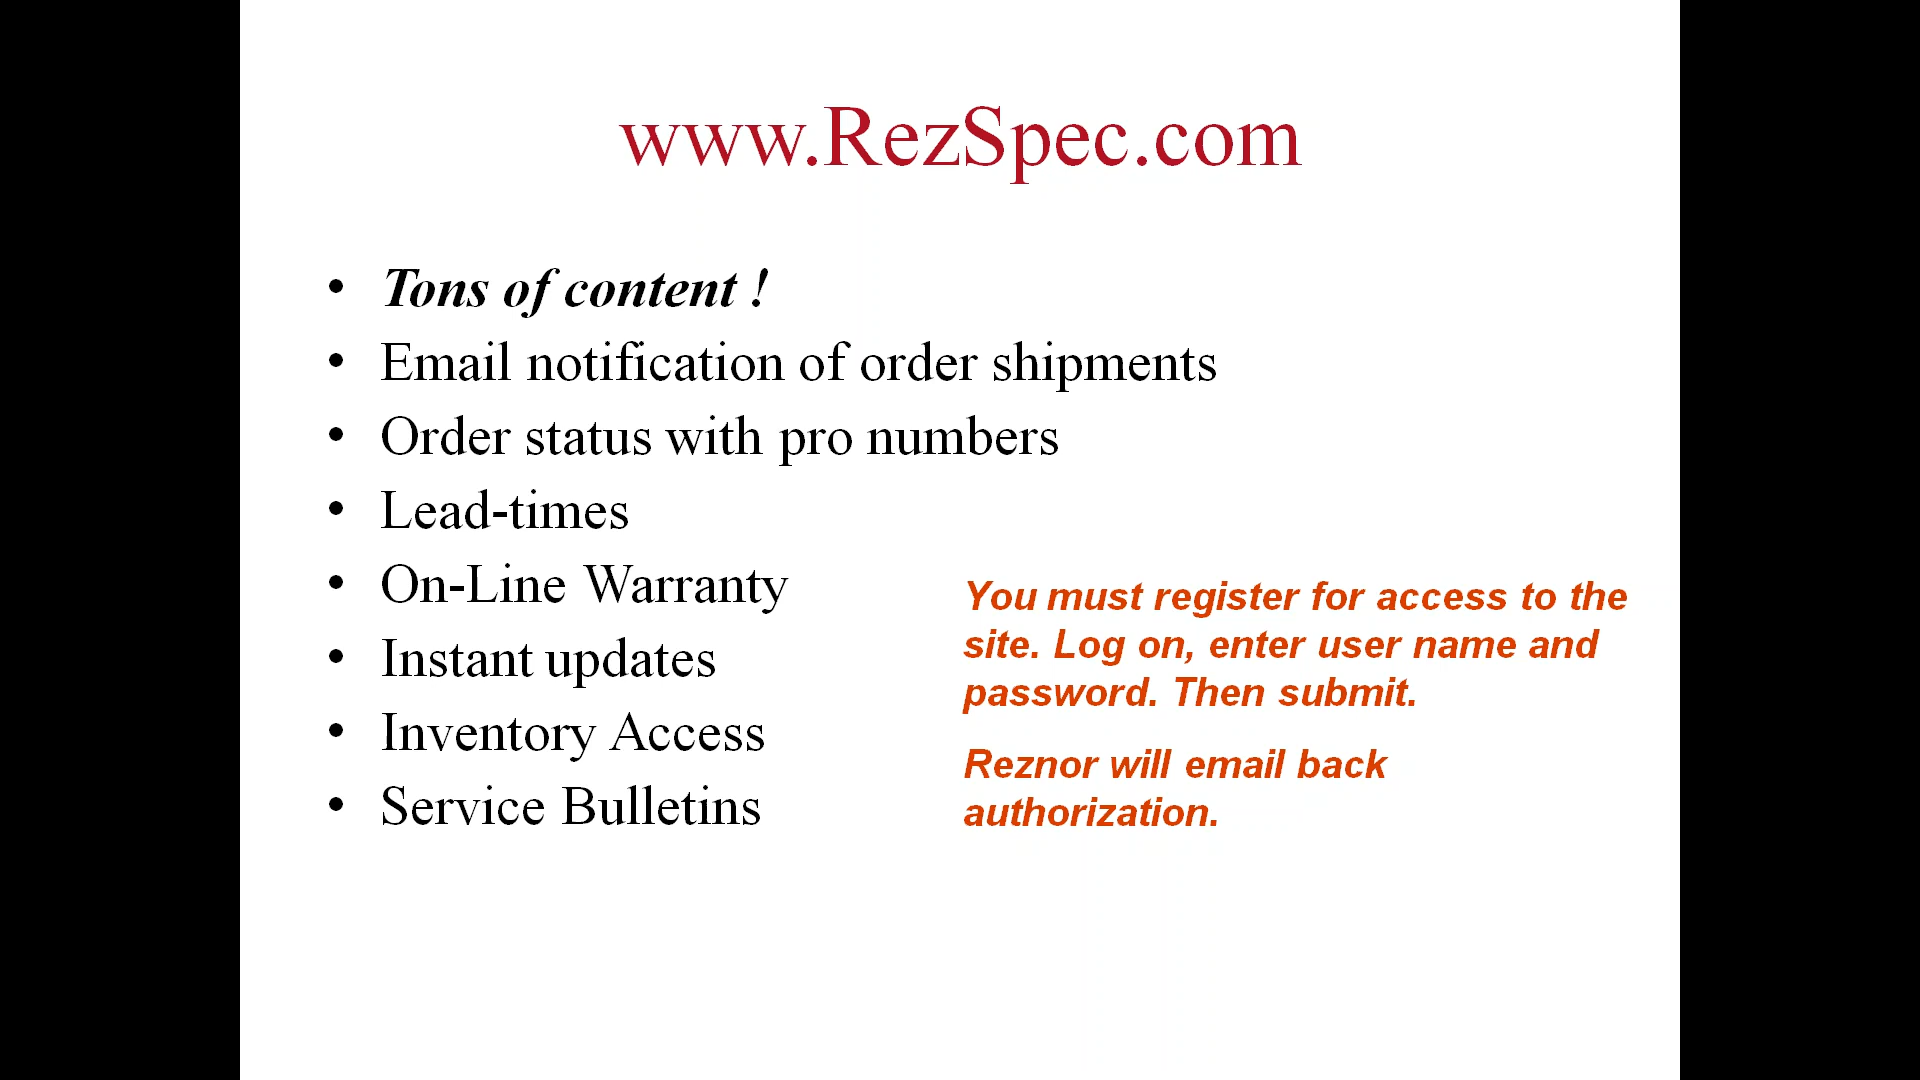 www.RezSpec.com
• Tons of content !
• Email notification of order shipments
• Order status with pro numbers
• Lead-times
• On-Line Warranty
• Instant updates
• Inventory Access
• Service Bulletins
You must register for access to the
site. Log on, enter user name and
password. Then submit.
Reznor will email back
authorization.